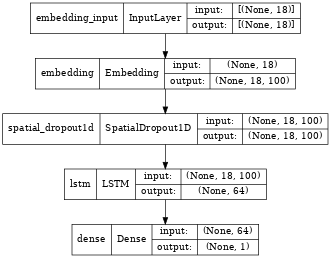 embedding_input InputLayer input: [(None, 18)]
output: [(None, 18)]
embedding Embedding input: (None, 18)
output: (None, 18, 100)
spatial_dropout1d SpatialDropout1D input: (None, 18, 100)
output: (None, 18, 100)
lstm LSTM input: (None, 18, 100)
output: (None, 64)
dense Dense input: (None, 64)
output: (None, 1)